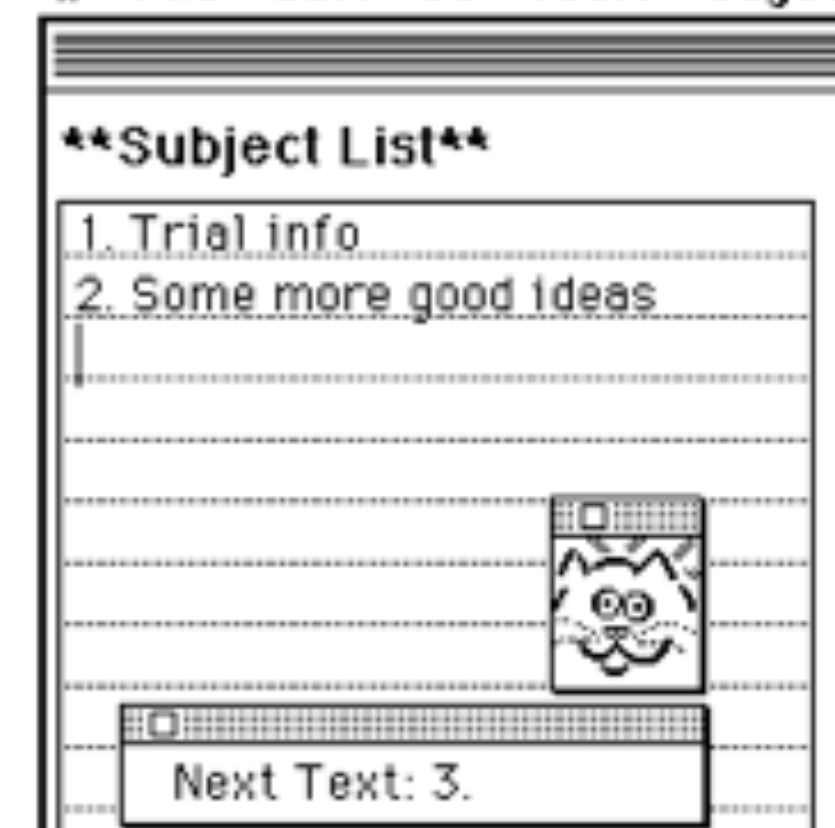 **Subject List**
1. Trial info
2. Some more good ideas
Next Text: 3.